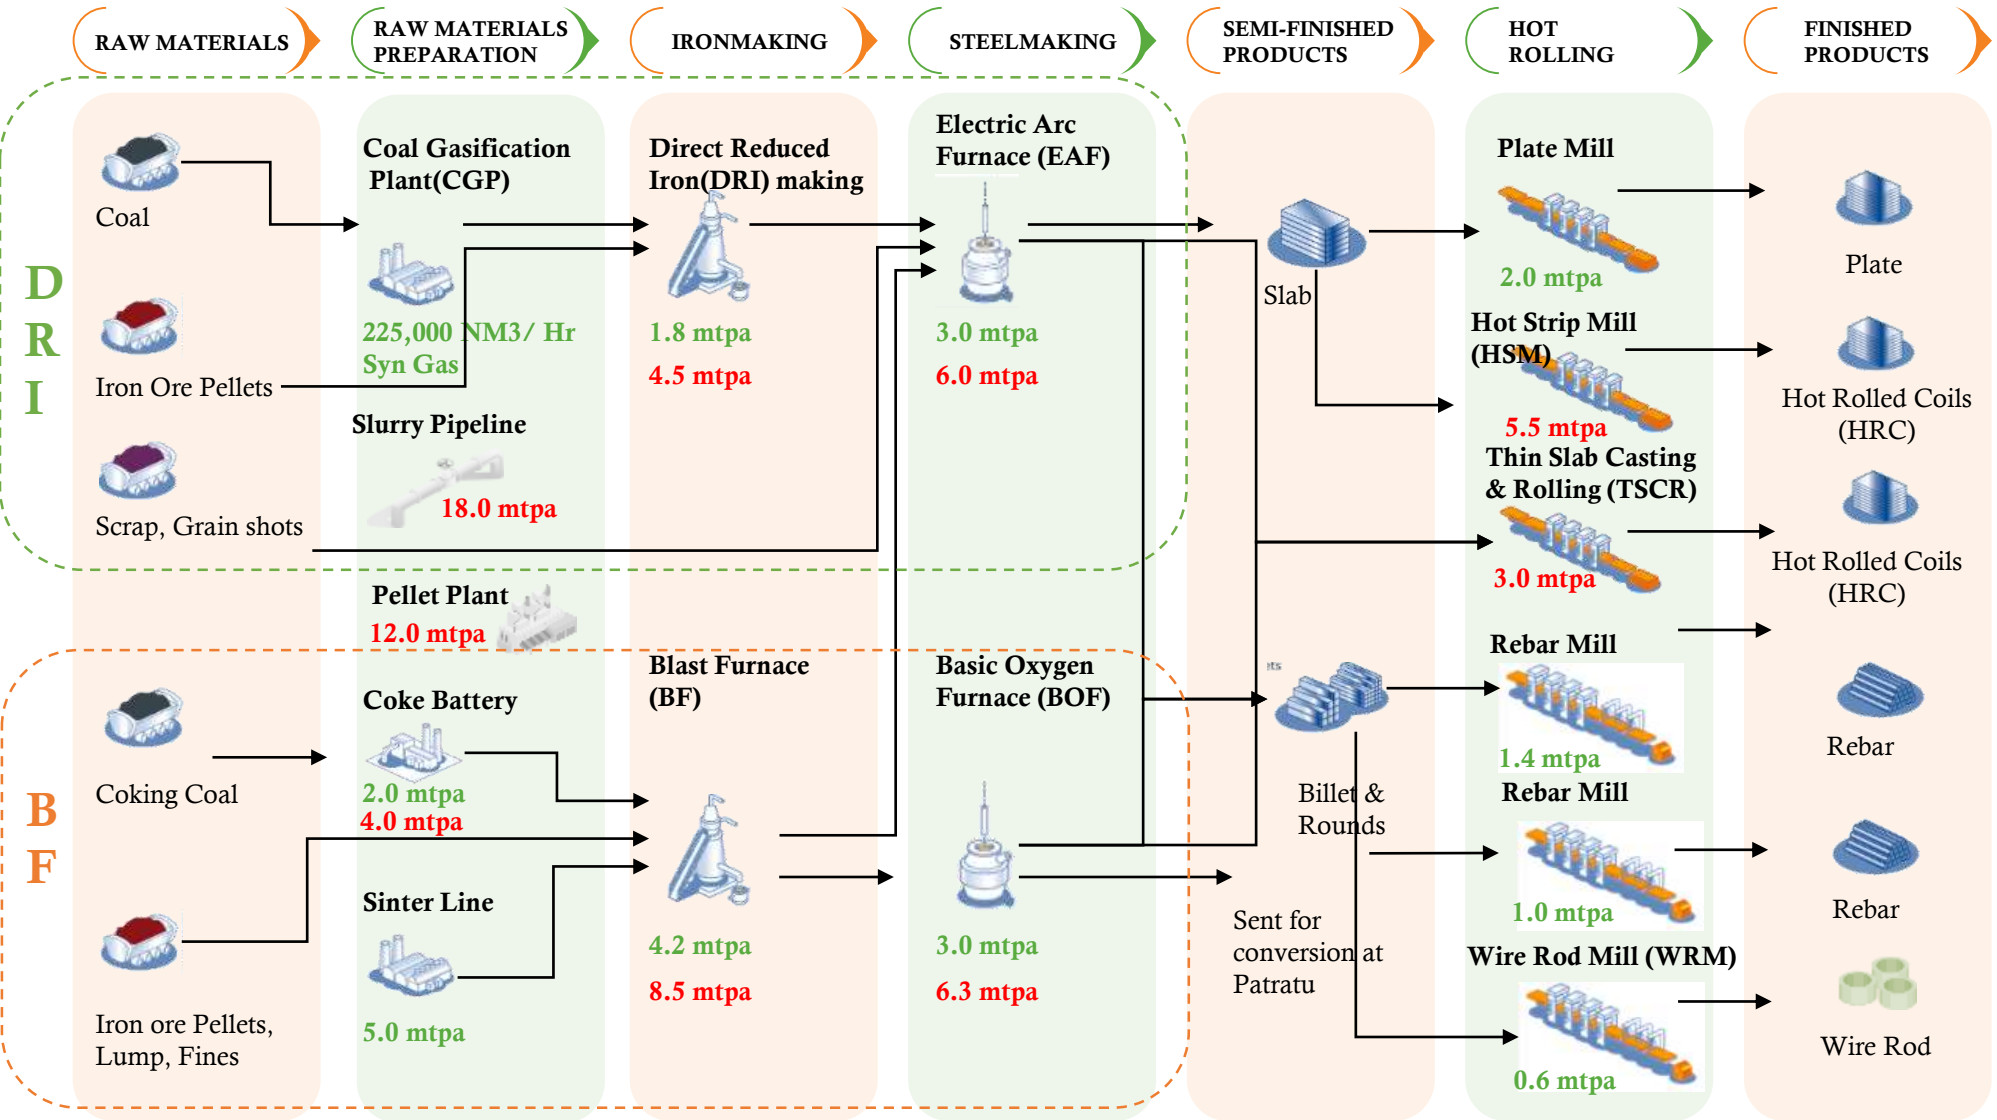 RAW MATERIALS
RAW MATERIALS
PREPARATION
IRONMAKING
STEELMAKING
SEMI-FINISHED
PRODUCTS
HOT
ROLLING
FINISHED
PRODUCTS
D
R
I
Coal
Iron Ore Pellets
Scrap, Grain shots
Coal Gasification
Plant(CGP)
225,000 NM3/ Hr
Syn Gas
Slurry Pipeline
18.0 mtpa
Pellet Plant
12.0 mtpa
Direct Reduced
Iron(DRI) making
1.8 mtpa
4.5 mtpa
Electric Arc
Furnace (EAF)
3.0 mtpa
6.0 mtpa
B
F
Coking Coal
Iron ore Pellets,
Lump, Fines
Coke Battery
2.0 mtpa
4.0 mtpa
Sinter Line
5.0 mtpa
Blast Furnace
(BF)
4.2 mtpa
8.5 mtpa
Basic Oxygen
Furnace (BOF)
3.0 mtpa
6.3 mtpa
Slab
ts
Billet &
Rounds
Sent for
conversion at
Patratu
Plate Mill
2.0 mtpa
Hot Strip Mill
(HSM)
5.5 mtpa
Thin Slab Casting
& Rolling (TSCR)
3.0 mtpa
Rebar Mill
1.4 mtpa
Rebar Mill
1.0 mtpa
Wire Rod Mill (WRM)
0.6 mtpa
Plate
Hot Rolled Coils
(HRC)
Hot Rolled Coils
(HRC)
Rebar
Rebar
Wire Rod